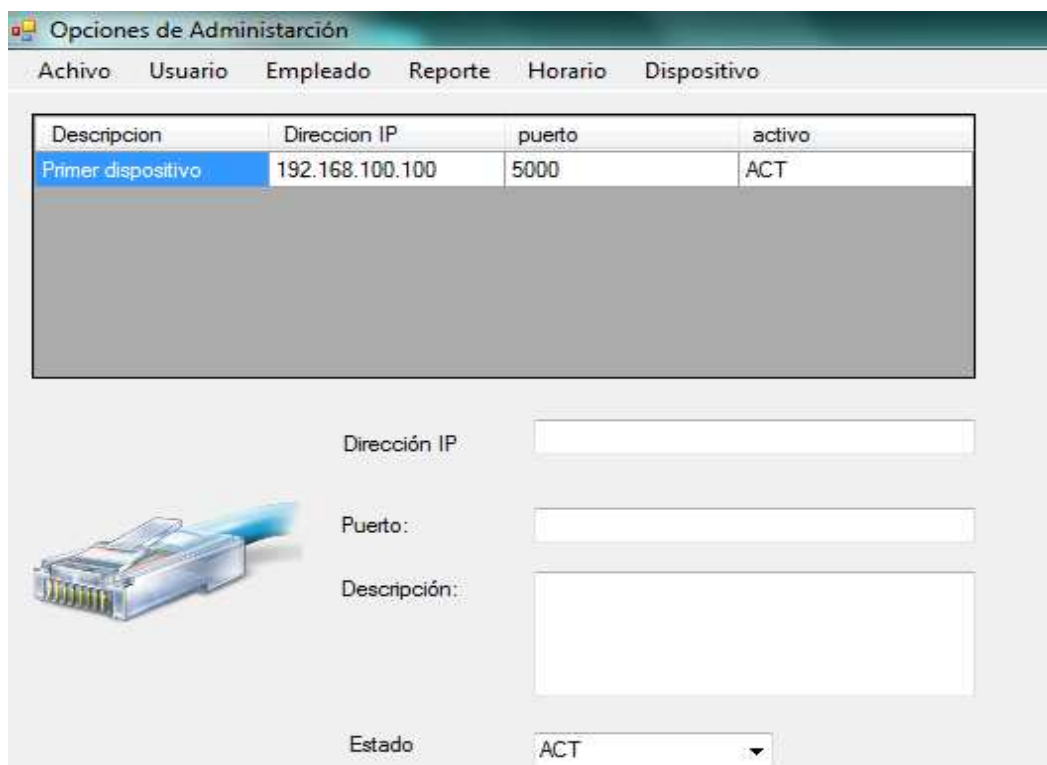 Opciones de Administarción
Achivo Usuario Empleado Reporte Horario Dispositivo
Descripcion Direccion IP puerto activo
Primer dispositivo 192.168.100.100 5000 ACT
Dirección IP
Puerto:
Descripción:
Estado ACT